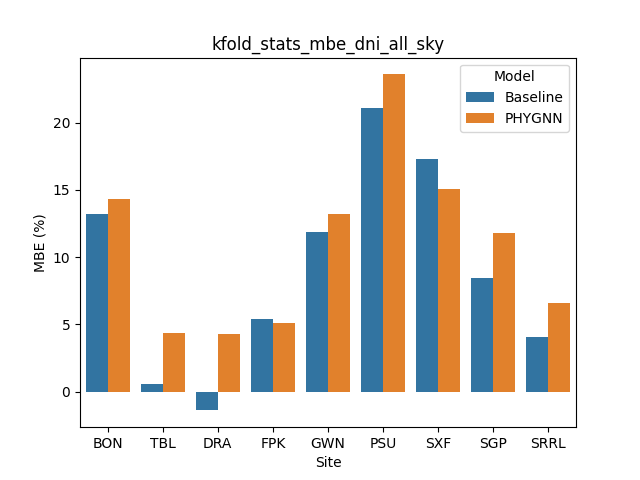 kfold_stats_mbe_dni_all_sky
Model
Baseline
PHYGNN
MBE (%)
20
15
10
5
0
BON TBL DRA FPK GWN PSU SXF SGP SRRL
Site